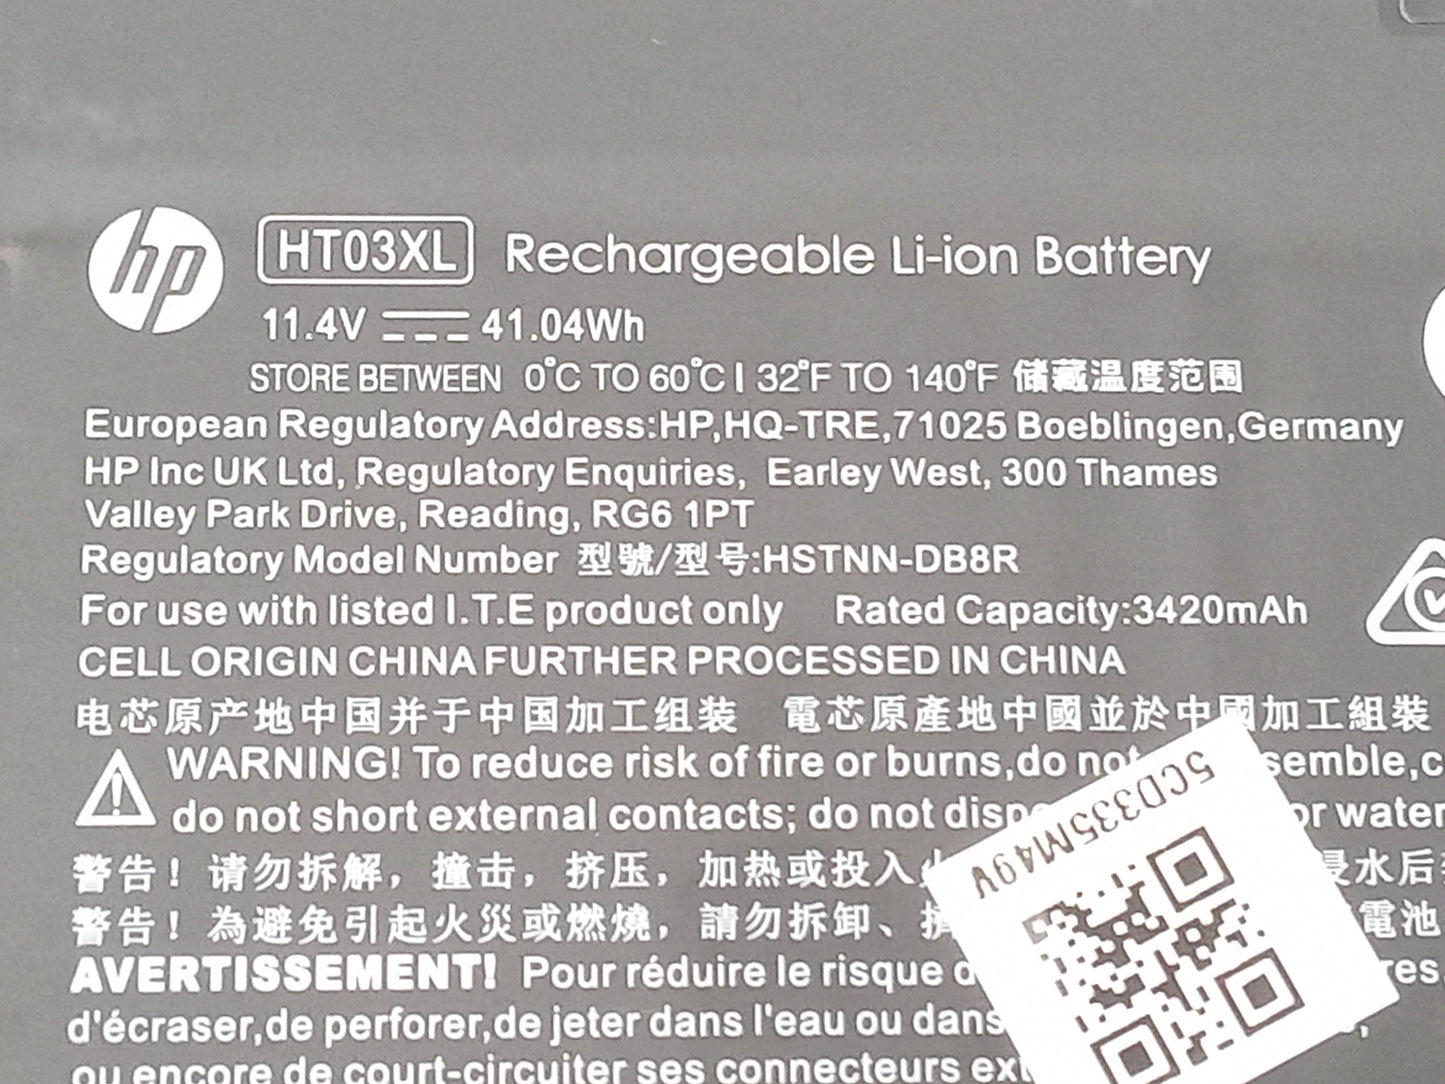 hp
HT03XL Rechargeable Li-ion Battery
11.4V 41.04Wh
STORE BETWEEN 0°C TO 60°C | 32°F TO 140°F 储藏温度范围
European Regulatory Address:HP,HQ-TRE,71025 Boeblingen,Germany
HP Inc UK Ltd, Regulatory Enquiries, Earley West, 300 Thames
Valley Park Drive, Reading, RG6 1PT
Regulatory Model Number 型號/型号:HSTNN-DB8R
For use with listed I.T.E product only Rated Capacity:3420mAh
CELL ORIGIN CHINA FURTHER PROCESSED IN CHINA
电芯原产地中国并于中国加工组装 電芯原產地中國並於中國加工組裝
WARNING! To reduce risk of fire or burns,do
do not short external contacts; do not or water
警告！请勿拆解，撞击，挤压，加热或投入 浸水后
警告！為避免引起火災或燃燒，請勿拆卸、 電池
AVERTISSEMENT! Pour réduire le risque
d'écraser,de perforer,de jeter dans l'eau ou dans
ou encore de court-circuiter ses connecteurs
5CD335M49V